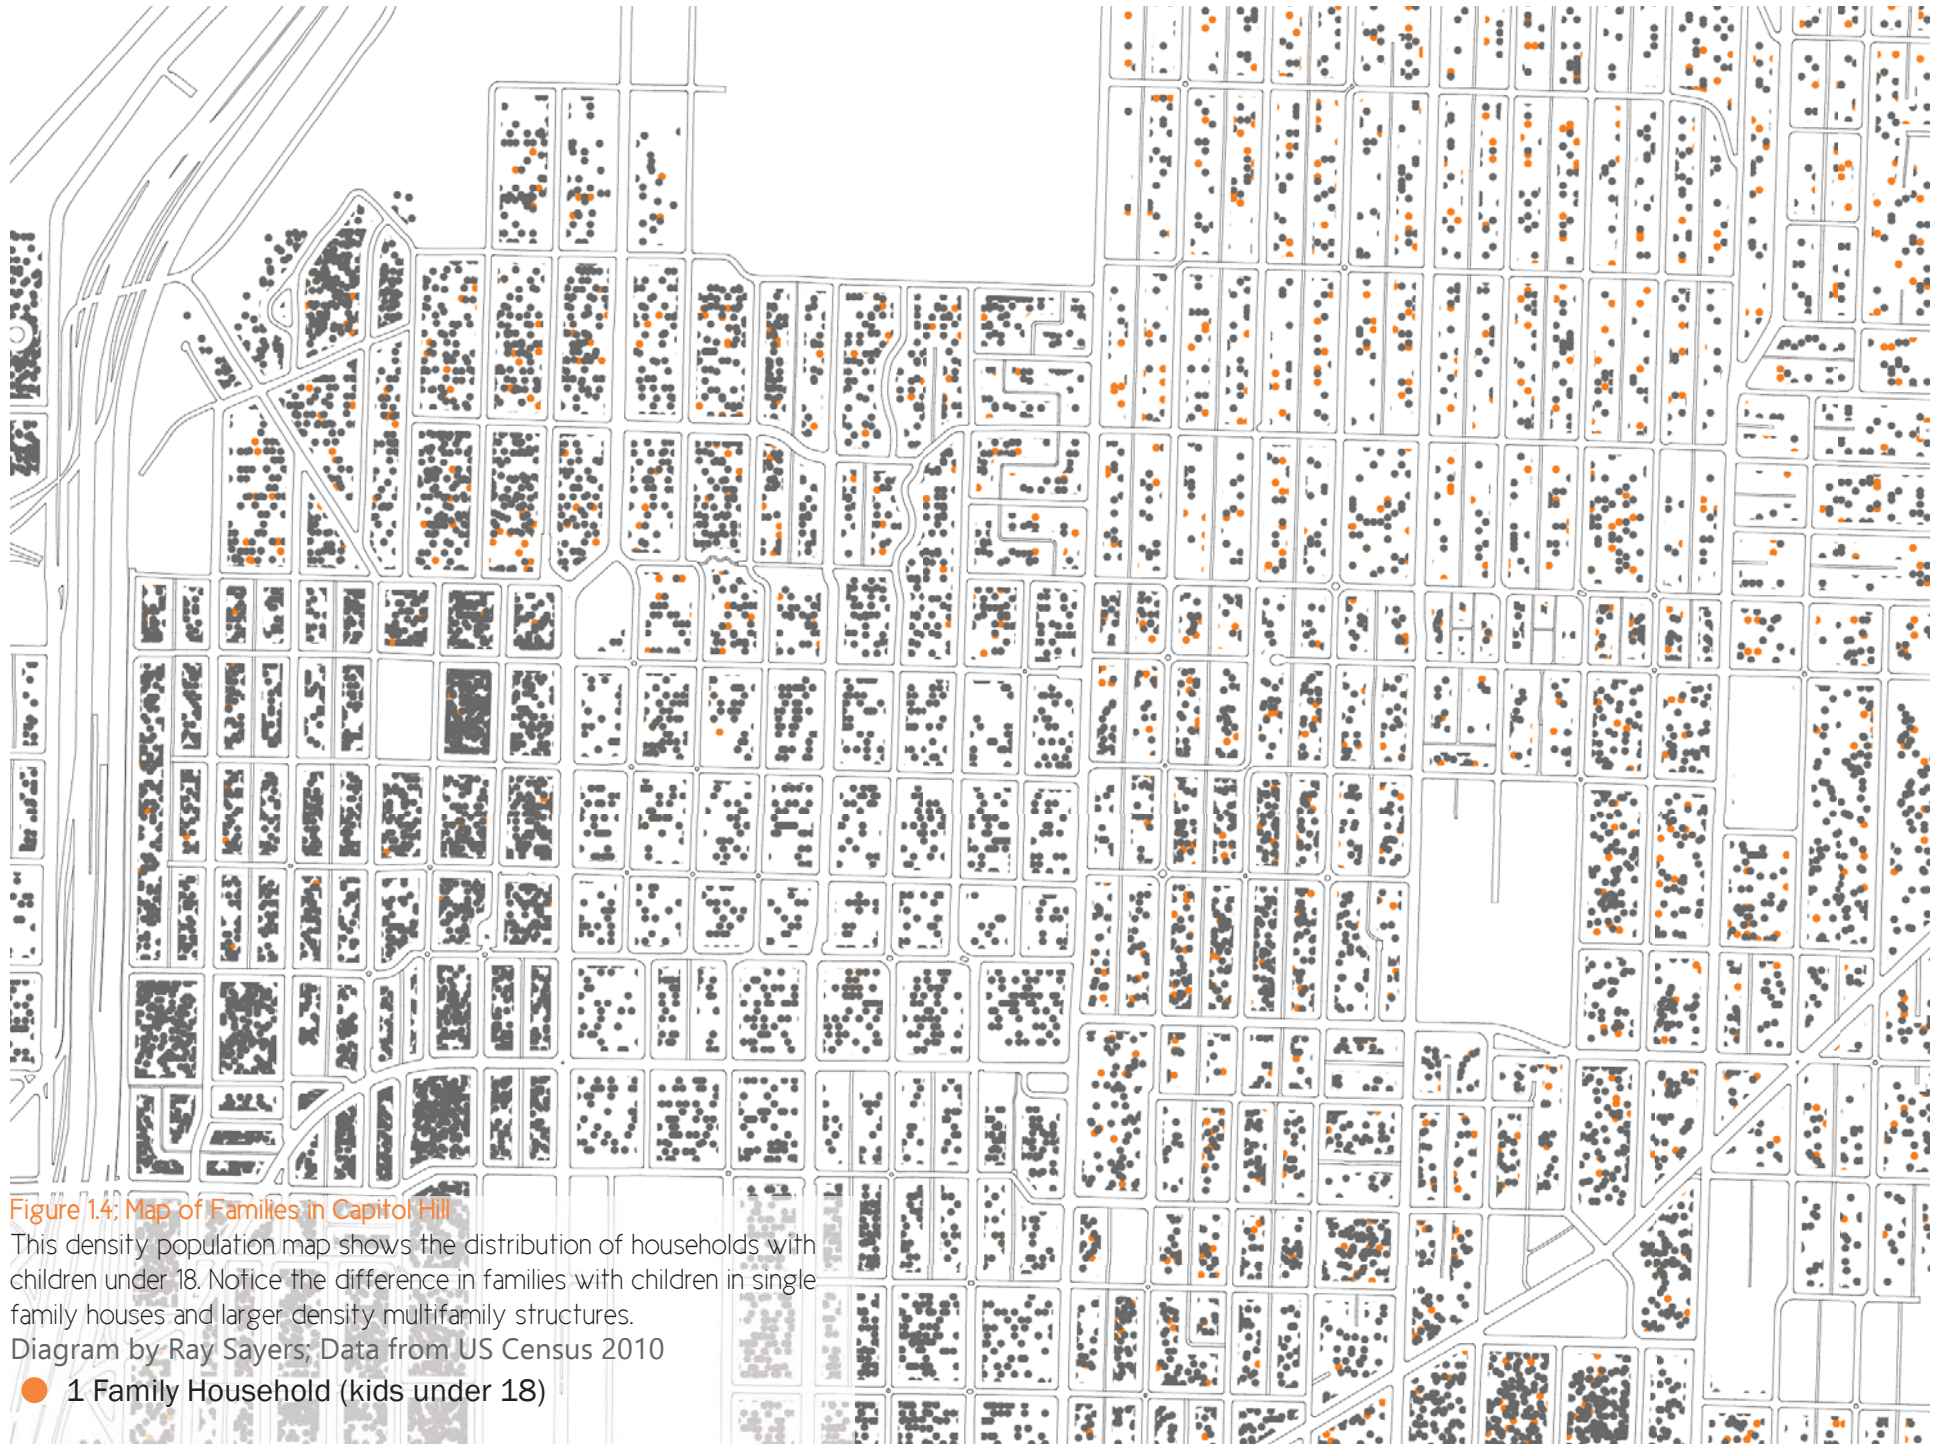 Figure 1.4; Map of Families in Capitol Hill
This density population map shows the distribution of households with
children under 18. Notice the difference in families with children in single
family houses and larger density multifamily structures.
Diagram by Ray Sayers; Data from US Census 2010
1 Family Household (kids under 18)